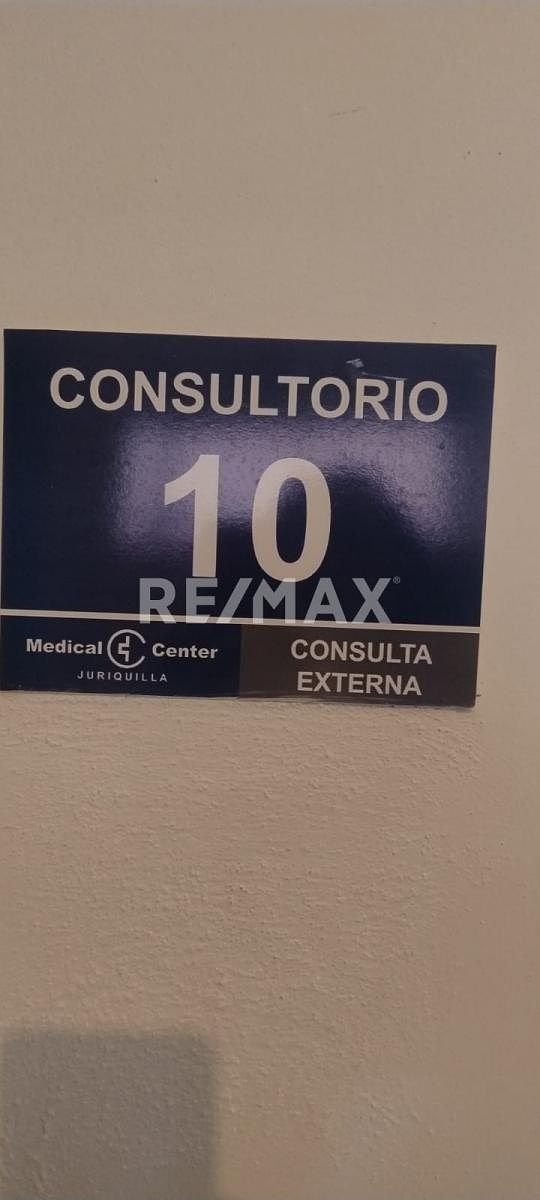 CONSULTORIO
10
RE/MAX®
Medical Center
JURIQUILLA
CONSULTA
EXTERNA